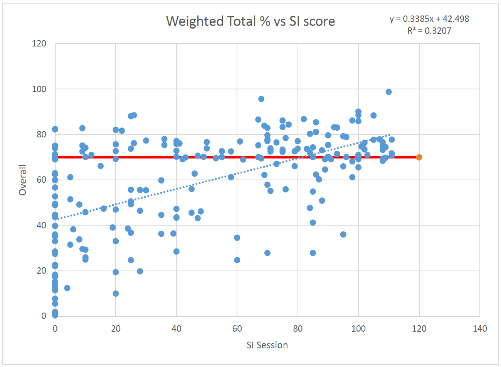 Weighted Total % vs SI score
y = 0.3385x + 42.498
R² = 0.3207
120
100
80
60
40
20
0
Overall
0 20 40 60 80 100 120 140
SI Session